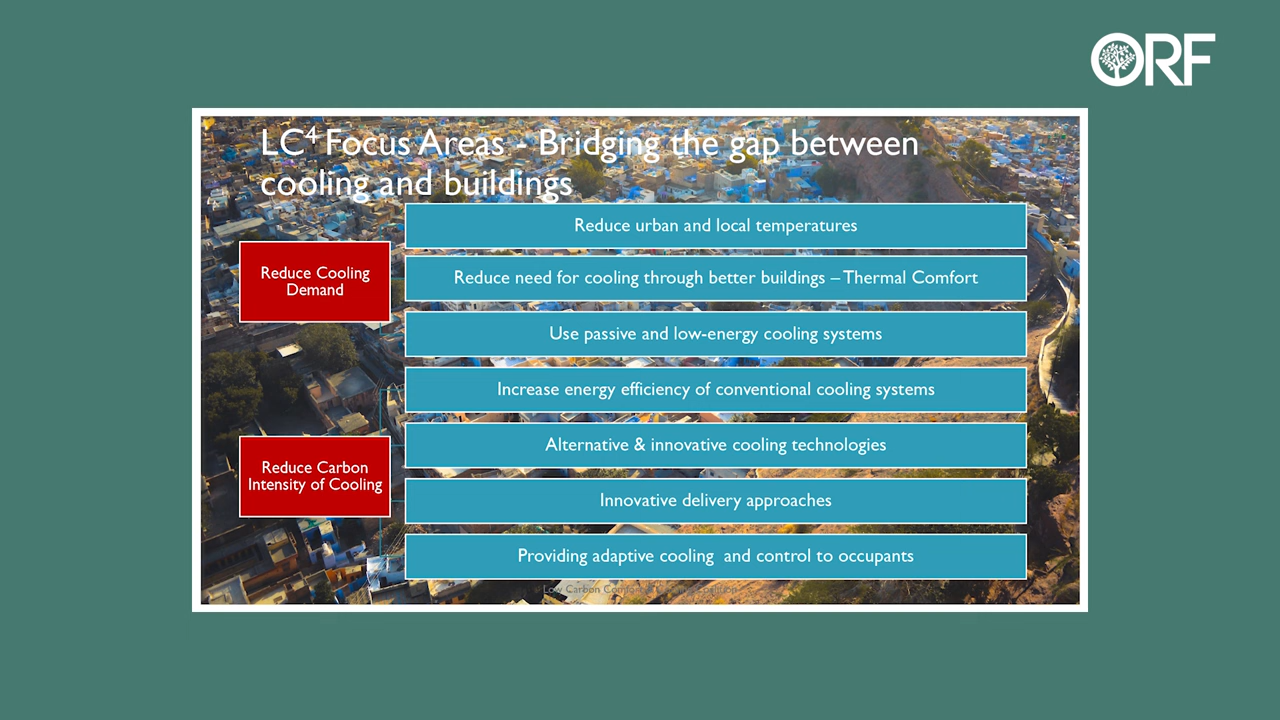 ORF
LC⁴ Focus Areas - Bridging the gap between
cooling and buildings
Reduce Cooling
Demand
Reduce urban and local temperatures
Reduce need for cooling through better buildings – Thermal Comfort
Use passive and low-energy cooling systems
Reduce Carbon
Intensity of Cooling
Increase energy efficiency of conventional cooling systems
Alternative & innovative cooling technologies
Innovative delivery approaches
Providing adaptive cooling and control to occupants
Low Carbon